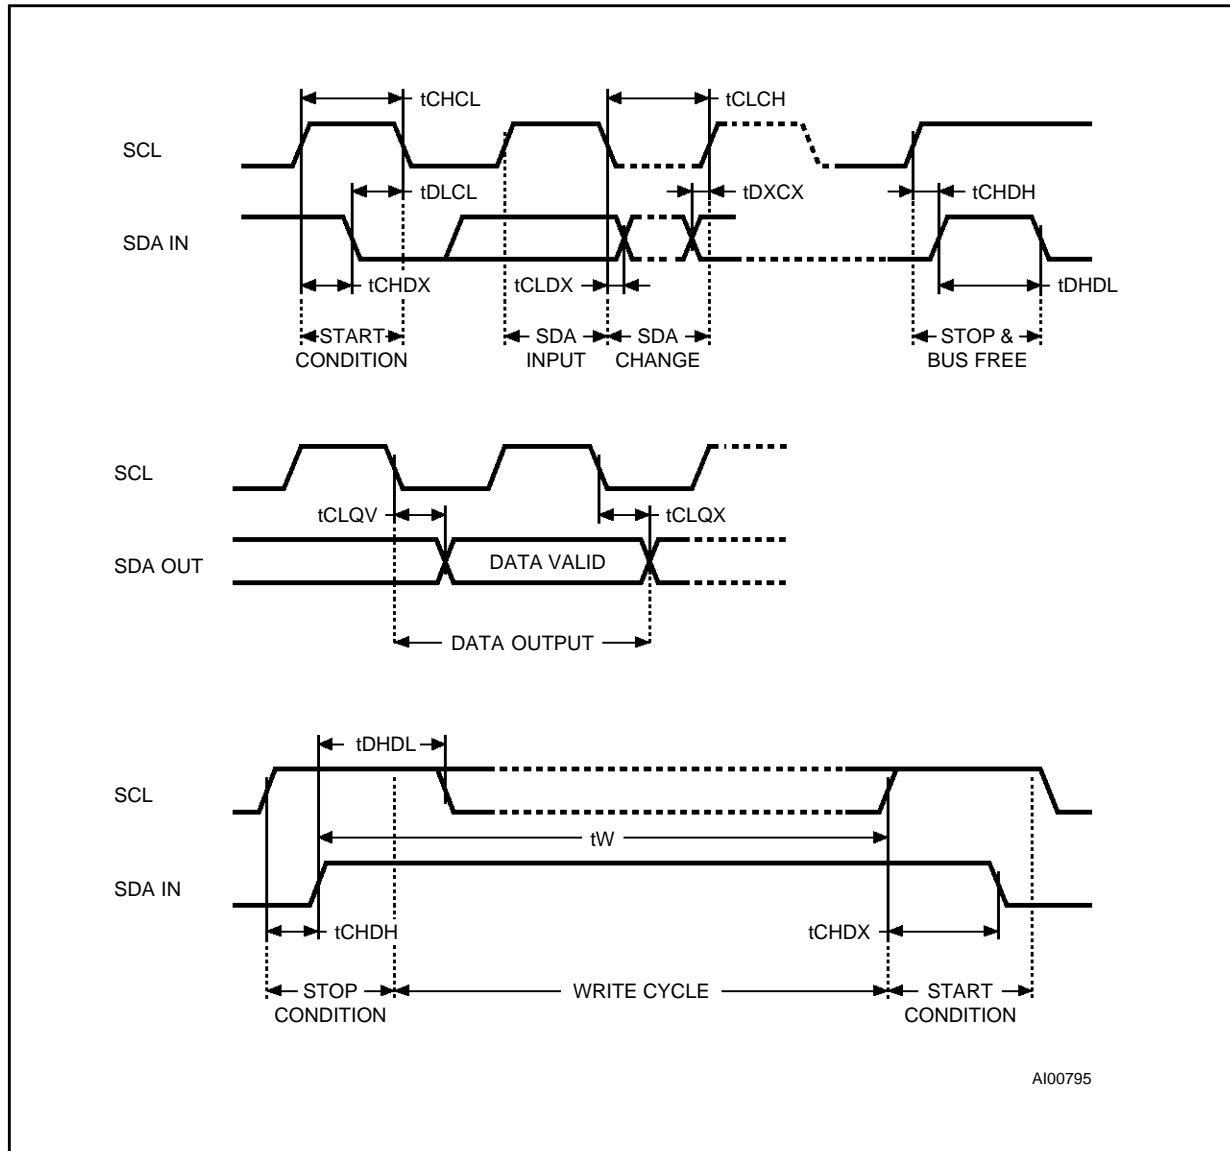 tCHCL
tCLCH
SCL
tDLCL
tDXCX
tCHDH
SDA IN
tCHDX
tCLDX
tDHDL
START
CONDITION
SDA
INPUT
SDA
CHANGE
STOP &
BUS FREE
SCL
tCLQV
tCLQX
SDA OUT
DATA VALID
DATA OUTPUT
tDHDL
SCL
tW
SDA IN
tCHDH
tCHDX
STOP
CONDITION
WRITE CYCLE
START
CONDITION
AI00795